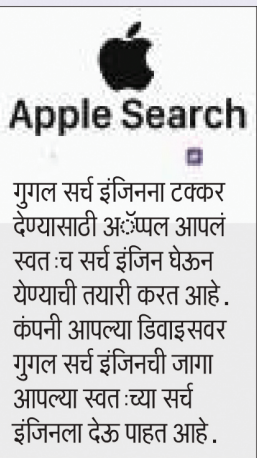 Apple Search
गुगल सर्च इंजिनना टक्कर
देण्यासाठी अॅप्पल आपलं
स्वतःच सर्च इंजिन घेऊन
येण्याची तयारी करत आहे.
कंपनी आपल्या डिवाइसवर
गुगल सर्च इंजिनची जागा
आपल्या स्वतःच्या सर्च
इंजिनला देऊ पाहत आहे.